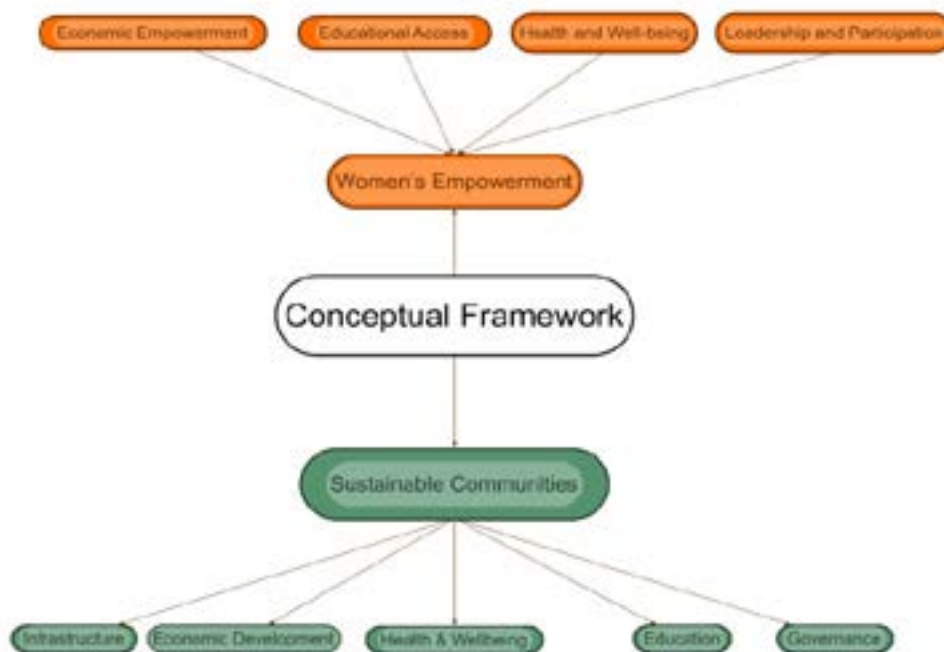 Economic Empowerment
Educational Access
Health and Well-being
Leadership and Participation
Women's Empowerment
Conceptual Framework
Sustainable Communities
Infrastructure
Economic Development
Health & Wellbeing
Education
Governance